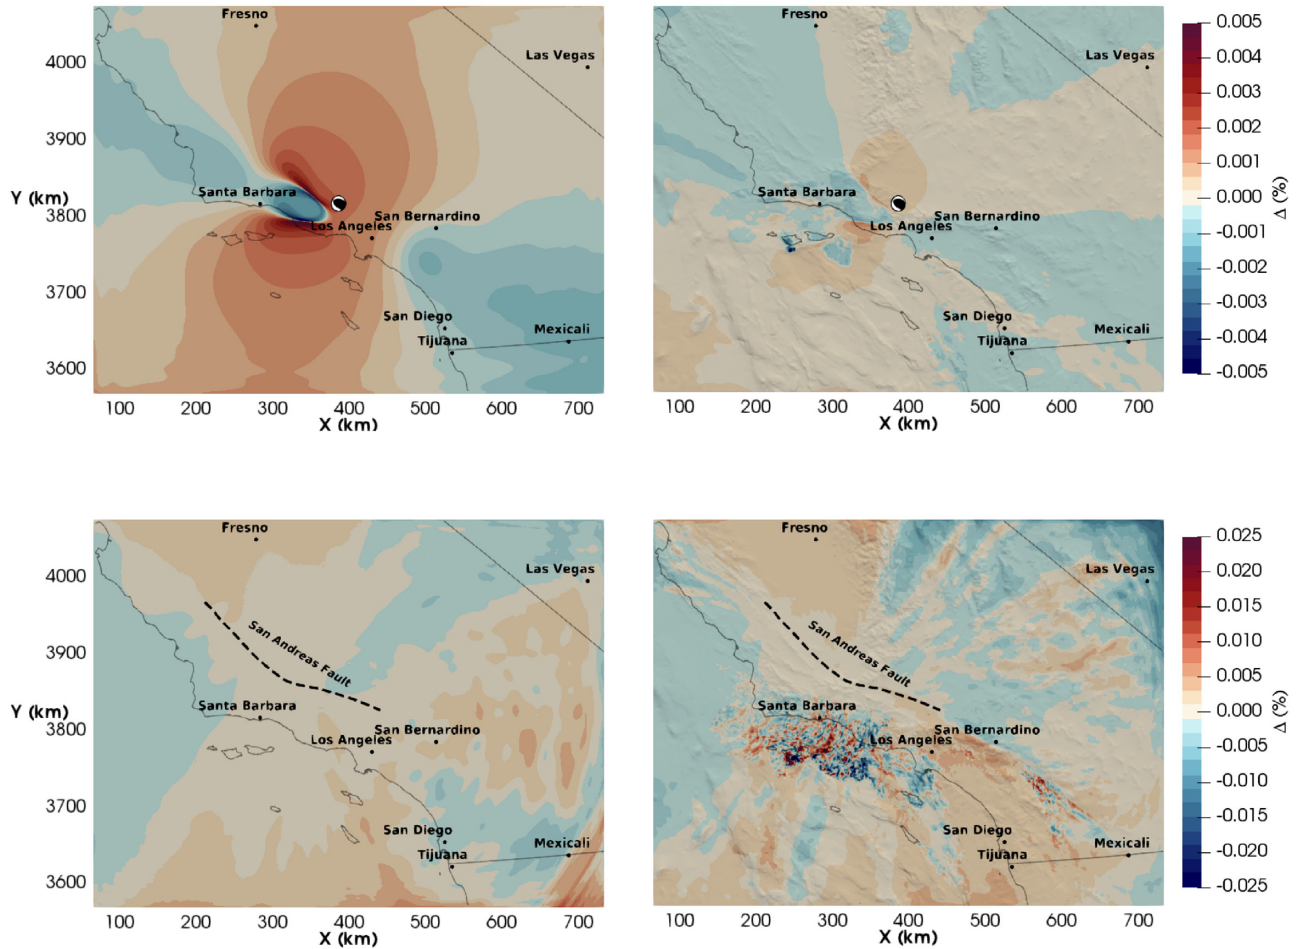 Fresno
Las Vegas
Santa Barbara
San Bernardino
Los Angeles
San Diego
Mexicali
Tijuana
4000
3900
Y (km)
3800
3700
3600
100 200 300 400 500 600 700
X (km)
Fresno
Las Vegas
Santa Barbara
San Bernardino
Los Angeles
San Diego
Mexicali
Tijuana
100 200 300 400 500 600 700
X (km)
0.005
0.004
0.003
0.002
0.001
0.000
-0.001
-0.002
-0.003
-0.004
-0.005
Δ (%)
Fresno
Las Vegas
San Andreas Fault
Santa Barbara
San Bernardino
Los Angeles
San Diego
Mexicali
Tijuana
4000
3900
Y (km)
3800
3700
3600
100 200 300 400 500 600 700
X (km)
Fresno
Las Vegas
San Andreas Fault
Santa Barbara
San Bernardino
Los Angeles
San Diego
Mexicali
Tijuana
100 200 300 400 500 600 700
X (km)
0.025
0.020
0.015
0.010
0.005
0.000
-0.005
-0.010
-0.015
-0.020
-0.025
Δ (%)